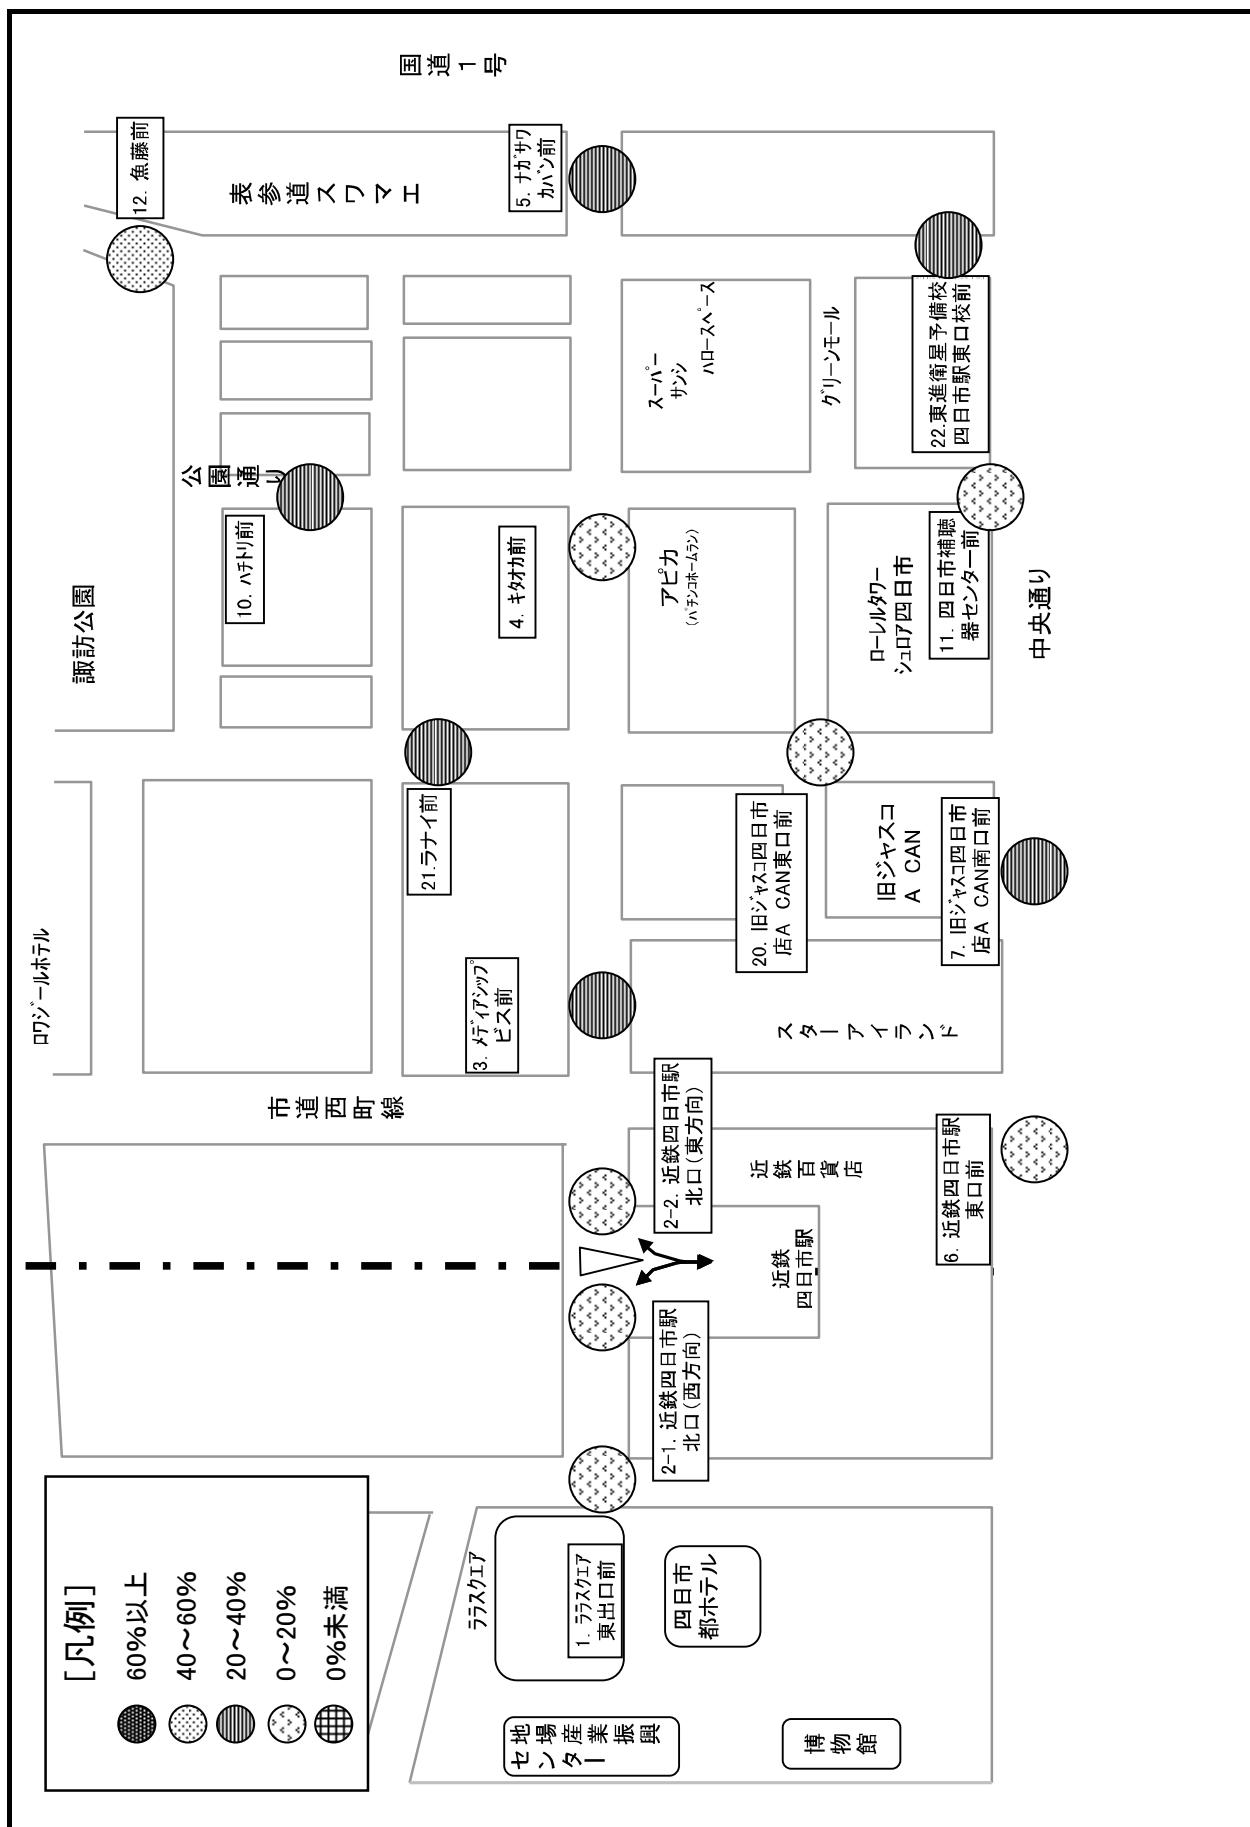 [凡例]
60%以上
40～60%
20～40%
0～20%
0%未満
ロワジールホテル
諏訪公園
公園通り
市道西町線
表参道スワマエ
国道1号
12. 魚藤前
10. ハチトリ前
21.ラナイ前
3. メディアシップ
ビス前
4. キタオカ前
5. ナガサワ
カバン前
ララスクエア
1. ララスクエア
東出口前
地場産業振興
センター
四日市
都ホテル
博物館
2-1. 近鉄四日市駅
北口(西方向)
2-2. 近鉄四日市駅
北口(東方向)
近鉄
四日市駅
近鉄百貨店
6. 近鉄四日市駅
東口前
スターアイランド
20. 旧ジャスコ四日市
店A CAN東口前
旧ジャスコ
A CAN
7. 旧ジャスコ四日市
店A CAN南口前
アピカ
(パチンコホームラン)
ローレルタワー
シュロア四日市
11. 四日市補聴
器センター前
スーパー
サンシ
ハロースペース
グリーンモール
22.東進衛星予備校
四日市駅東口校前
中央通り